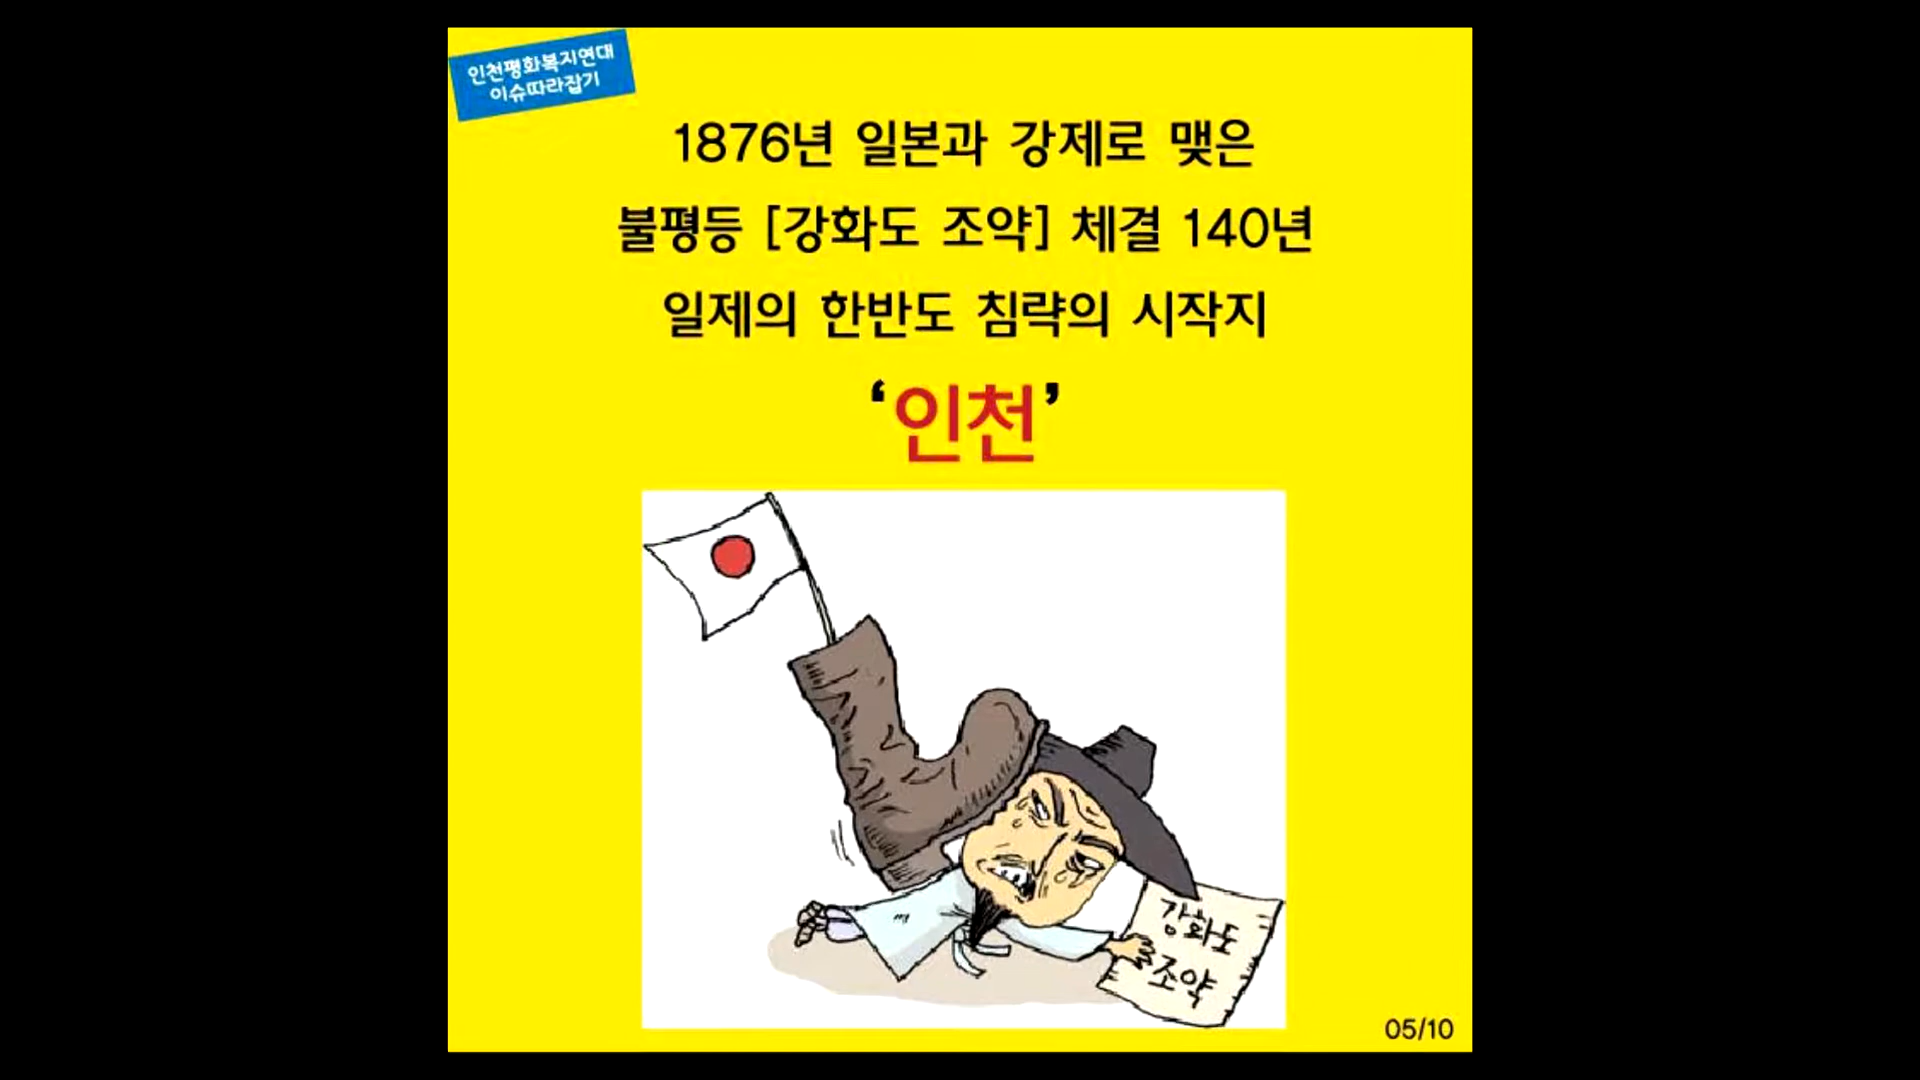 인천평화복지연대
이슈따라잡기
1876년 일본과 강제로 맺은
불평등 [강화도 조약] 체결 140년
일제의 한반도 침략의 시작지
‘인천’
강화도
조약
05/10